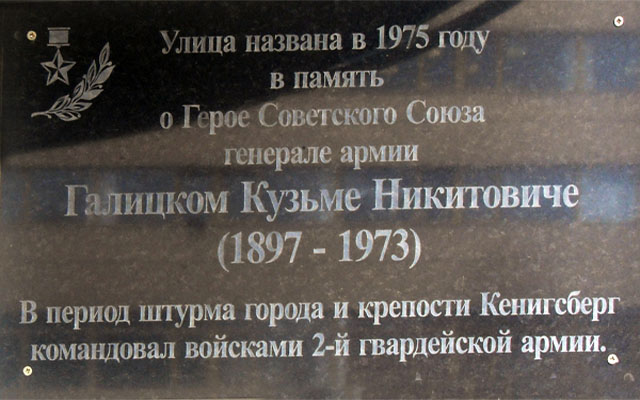 Улица названа в 1975 году
в память
о Герое Советского Союза
генерале армии
Галицком Кузьме Никитовиче
(1897 - 1973)
В период штурма города и крепости Кенигсберг
командовал войсками 2-й гвардейской армии.